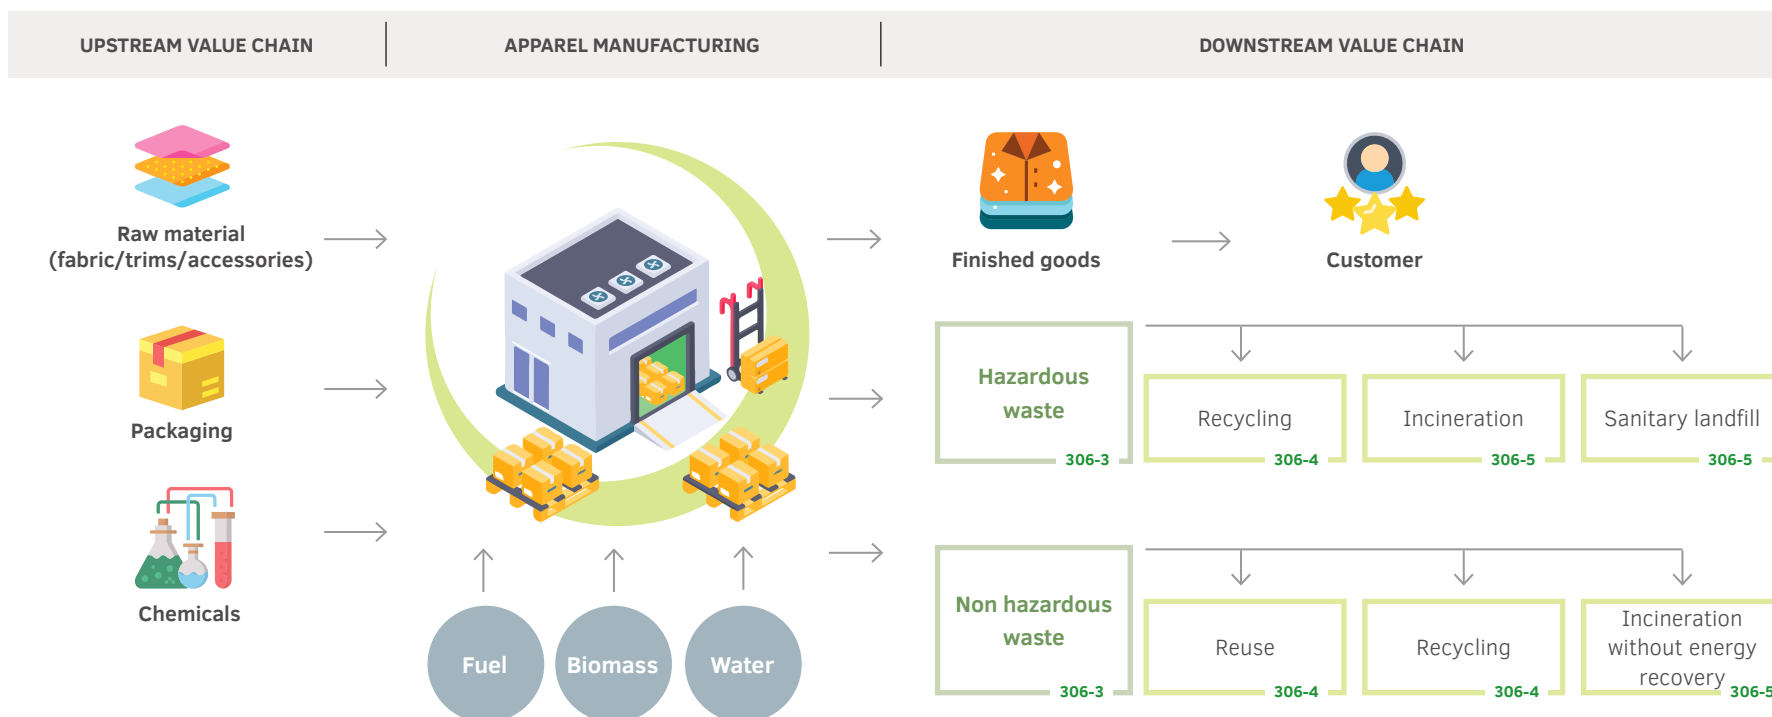 UPSTREAM VALUE CHAIN
APPAREL MANUFACTURING
DOWNSTREAM VALUE CHAIN
Raw material
(fabric/trims/accessories)
Packaging
Chemicals
Fuel
Biomass
Water
Finished goods
Customer
Hazardous
waste
306-3
Recycling
306-4
Incineration
306-5
Sanitary landfill
306-5
Non hazardous
waste
306-3
Reuse
306-4
Recycling
306-4
Incineration
without energy
recovery
306-5